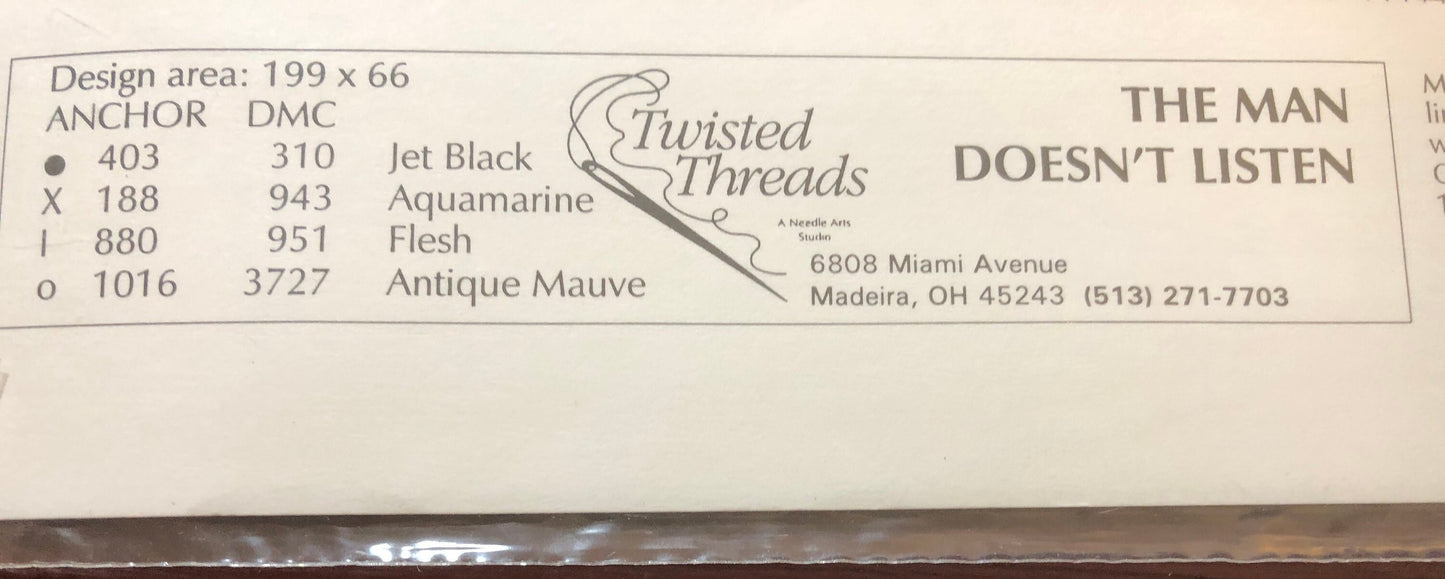 Design area: 199 x 66
ANCHOR DMC
● 403 310 Jet Black
X 188 943 Aquamarine
I 880 951 Flesh
o 1016 3727 Antique Mauve
Twisted
Threads
A Needle Arts
Studio
6808 Miami Avenue
Madeira, OH 45243 (513) 271-7703
THE MAN
DOESN'T LISTEN